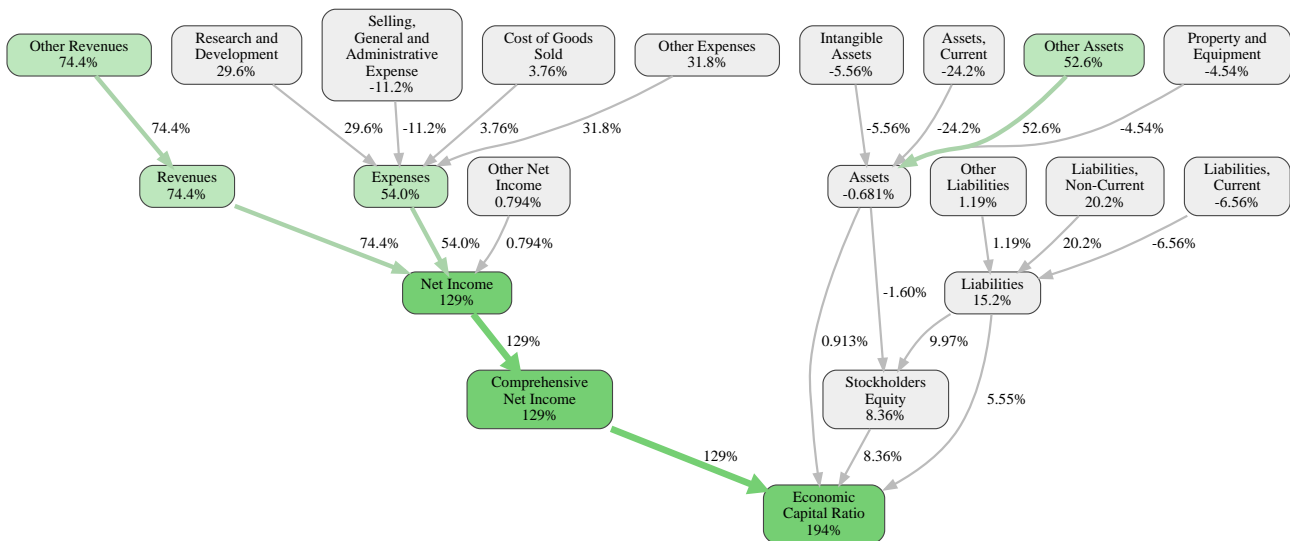 Other Revenues
74.4%
Research and
Development
29.6%
Selling,
General and
Administrative
Expense
-11.2%
Cost of Goods
Sold
3.76%
Other Expenses
31.8%
Intangible
Assets
-5.56%
Assets,
Current
-24.2%
Other Assets
52.6%
Property and
Equipment
-4.54%
74.4%
29.6%
-11.2%
3.76%
31.8%
-5.56%
-24.2%
52.6%
-4.54%
Revenues
74.4%
Expenses
54.0%
Other Net
Income
0.794%
Assets
-0.681%
Other
Liabilities
1.19%
Liabilities,
Non-Current
20.2%
Liabilities,
Current
-6.56%
74.4%
54.0%
0.794%
1.19%
20.2%
-6.56%
Net Income
129%
-1.60%
Liabilities
15.2%
129%
0.913%
9.97%
Comprehensive
Net Income
129%
Stockholders
Equity
8.36%
5.55%
129%
8.36%
Economic
Capital Ratio
194%